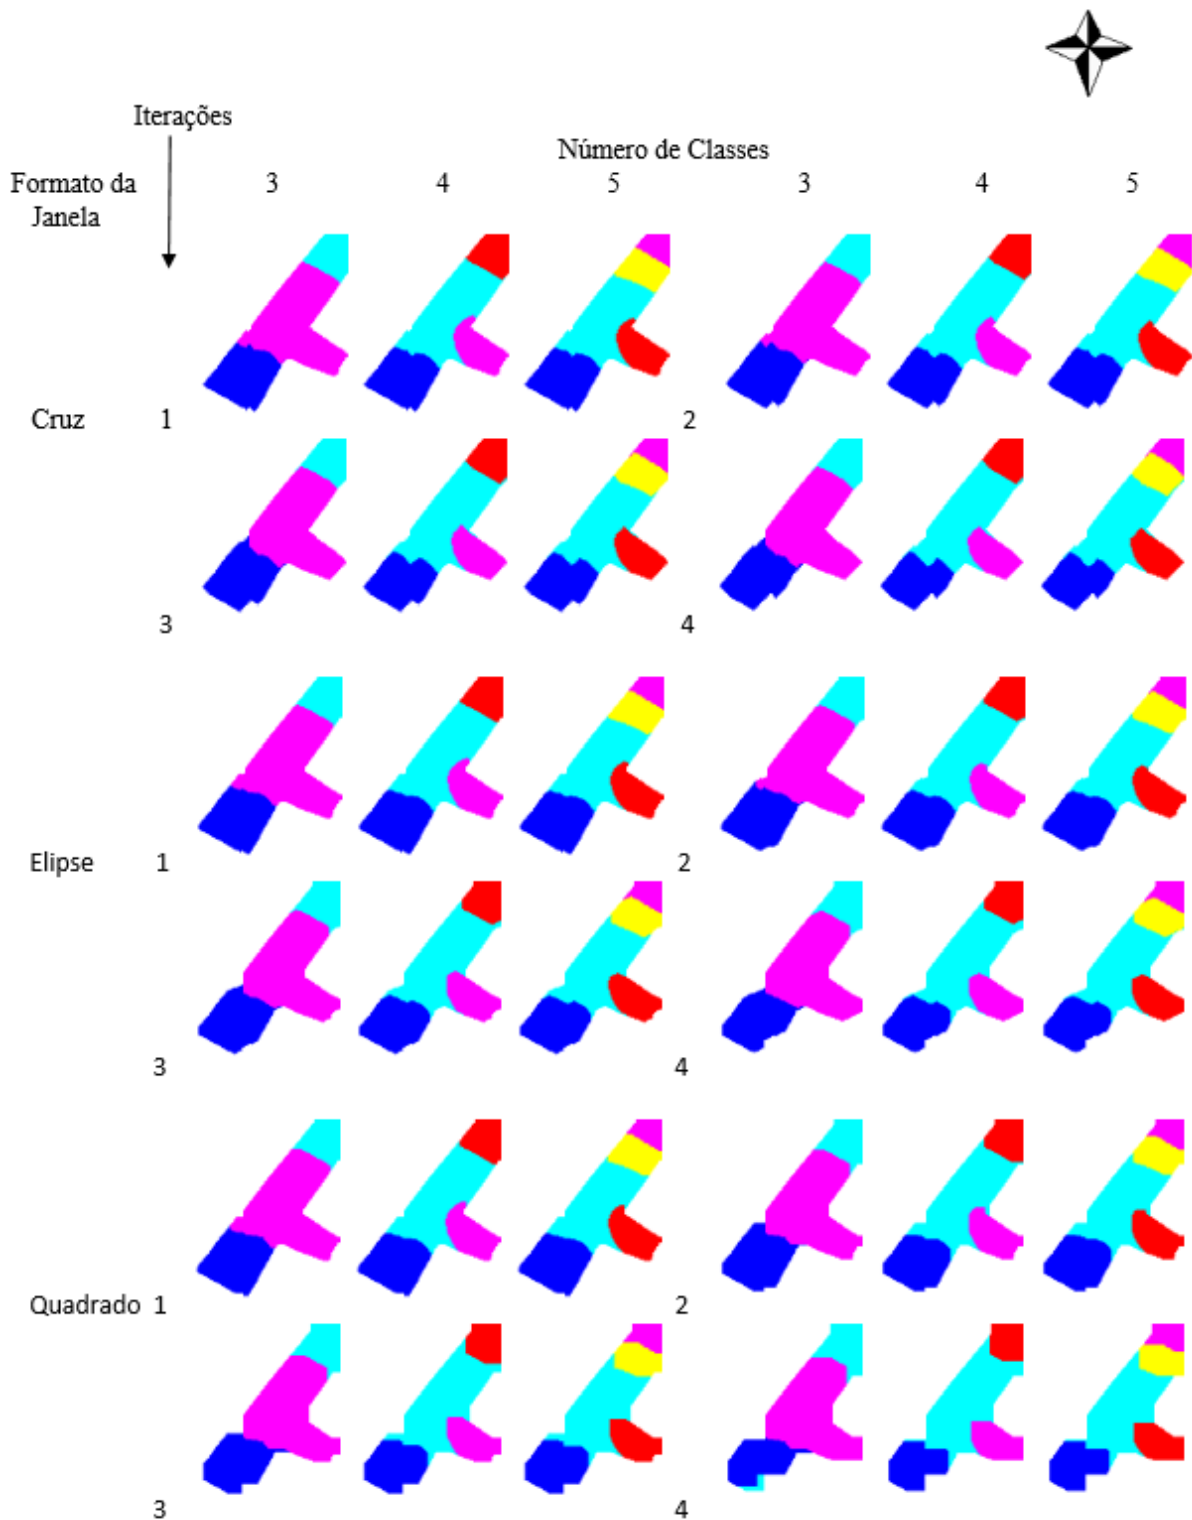 Iterações
Número de Classes
Formato da
Janela
3 4 5 3 4 5
Cruz 1 2
3 4
Elipse 1 2
3 4
Quadrado 1 2
3 4